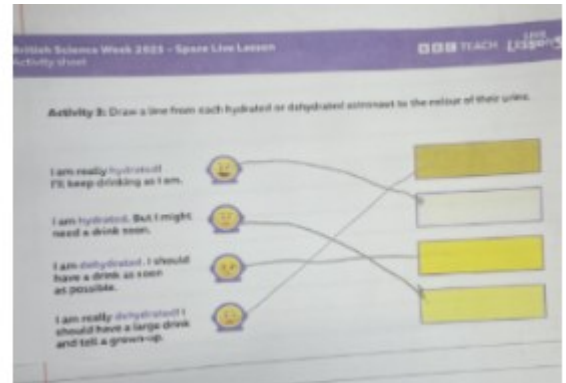 British Science Week 2025 - Space Live Lesson
Activity sheet
BBC TEACH LIVE Lessons
Activity 3: Draw a line from each hydrated or dehydrated astronaut to the colour of their urine.
I am really hydrated!
I'll keep drinking as I am.
I am hydrated. But I might
need a drink soon.
I am dehydrated. I should
have a drink as soon
as possible.
I am really dehydrated! I
should have a large drink
and tell a grown-up.